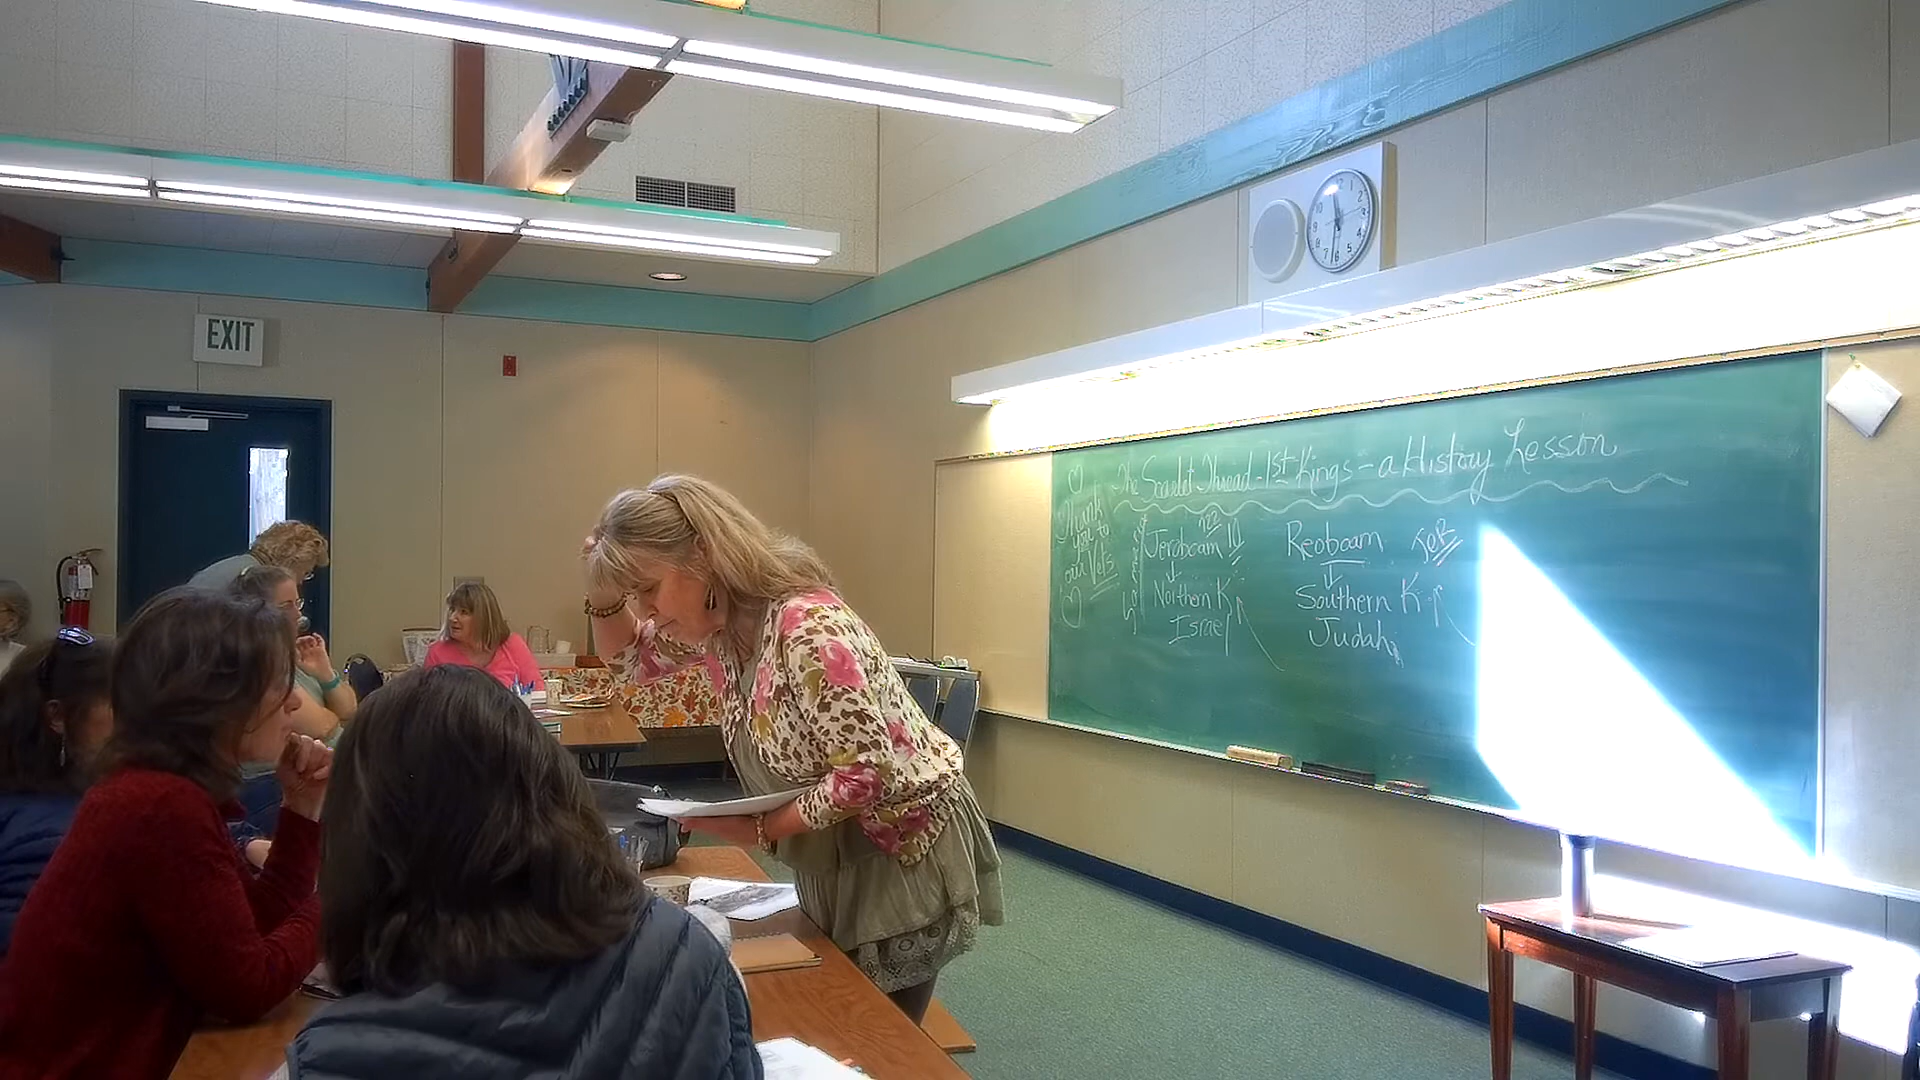 EXIT
The Scarlet Thread - 1st Kings - a History Lesson
Thank
you to
our Vets
Jeroboam 10
Northern K
Israel
Reoboam
Southern K
Judah